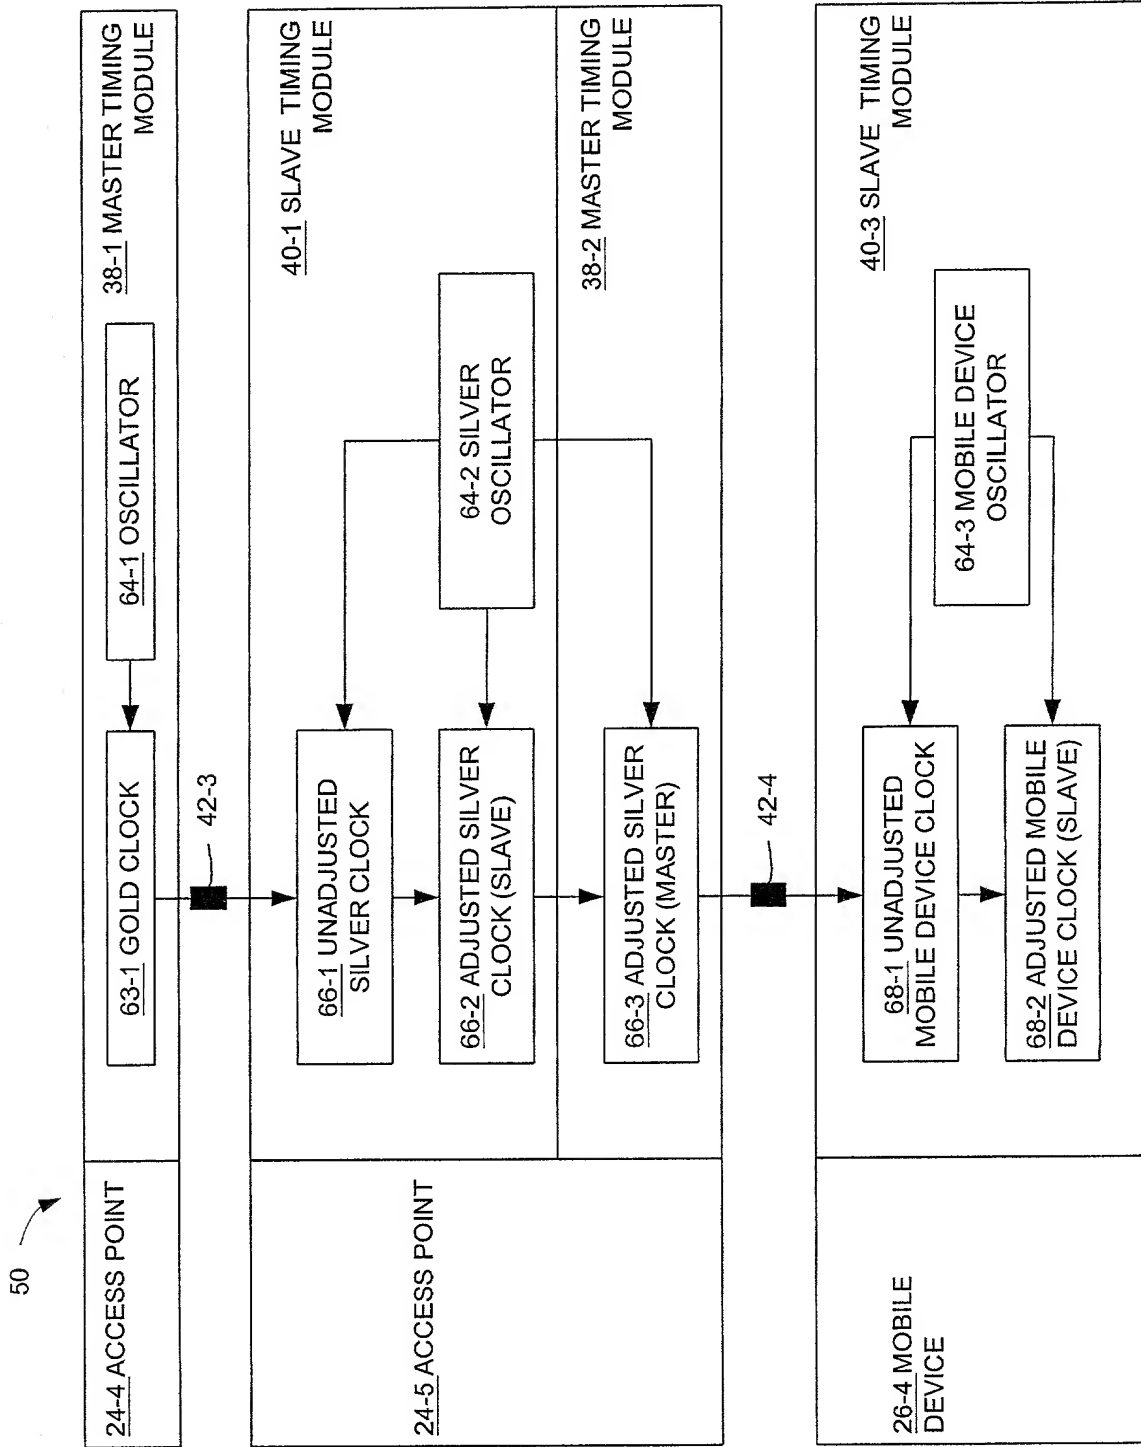 50
24-4 ACCESS POINT
63-1 GOLD CLOCK
64-1 OSCILLATOR
38-1 MASTER TIMING
MODULE
42-3
24-5 ACCESS POINT
66-1 UNADJUSTED
SILVER CLOCK
66-2 ADJUSTED SILVER
CLOCK (SLAVE)
64-2 SILVER
OSCILLATOR
40-1 SLAVE TIMING
MODULE
66-3 ADJUSTED SILVER
CLOCK (MASTER)
38-2 MASTER TIMING
MODULE
42-4
26-4 MOBILE
DEVICE
68-1 UNADJUSTED
MOBILE DEVICE CLOCK
68-2 ADJUSTED MOBILE
DEVICE CLOCK (SLAVE)
64-3 MOBILE DEVICE
OSCILLATOR
40-3 SLAVE TIMING
MODULE